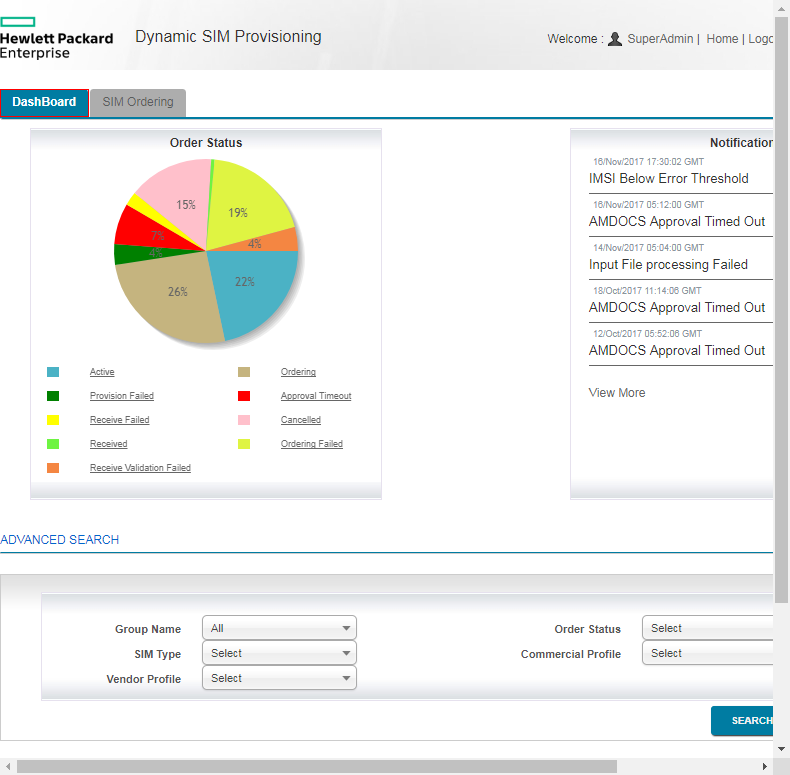 Hewlett Packard
Enterprise
Dynamic SIM Provisioning
Welcome : SuperAdmin | Home | Logo
DashBoard
SIM Ordering
Order Status
15%
19%
7%
4%
4%
22%
26%
Active
Ordering
Provision Failed
Approval Timeout
Receive Failed
Cancelled
Received
Ordering Failed
Receive Validation Failed
Notification
16/Nov/2017 17:30:02 GMT
IMSI Below Error Threshold
16/Nov/2017 05:12:00 GMT
AMDOCS Approval Timed Out
14/Nov/2017 05:04:00 GMT
Input File processing Failed
18/Oct/2017 11:14:06 GMT
AMDOCS Approval Timed Out
12/Oct/2017 05:52:06 GMT
AMDOCS Approval Timed Out
View More
ADVANCED SEARCH
Group Name All Order Status Select
SIM Type Select Commercial Profile Select
Vendor Profile Select
SEARCH